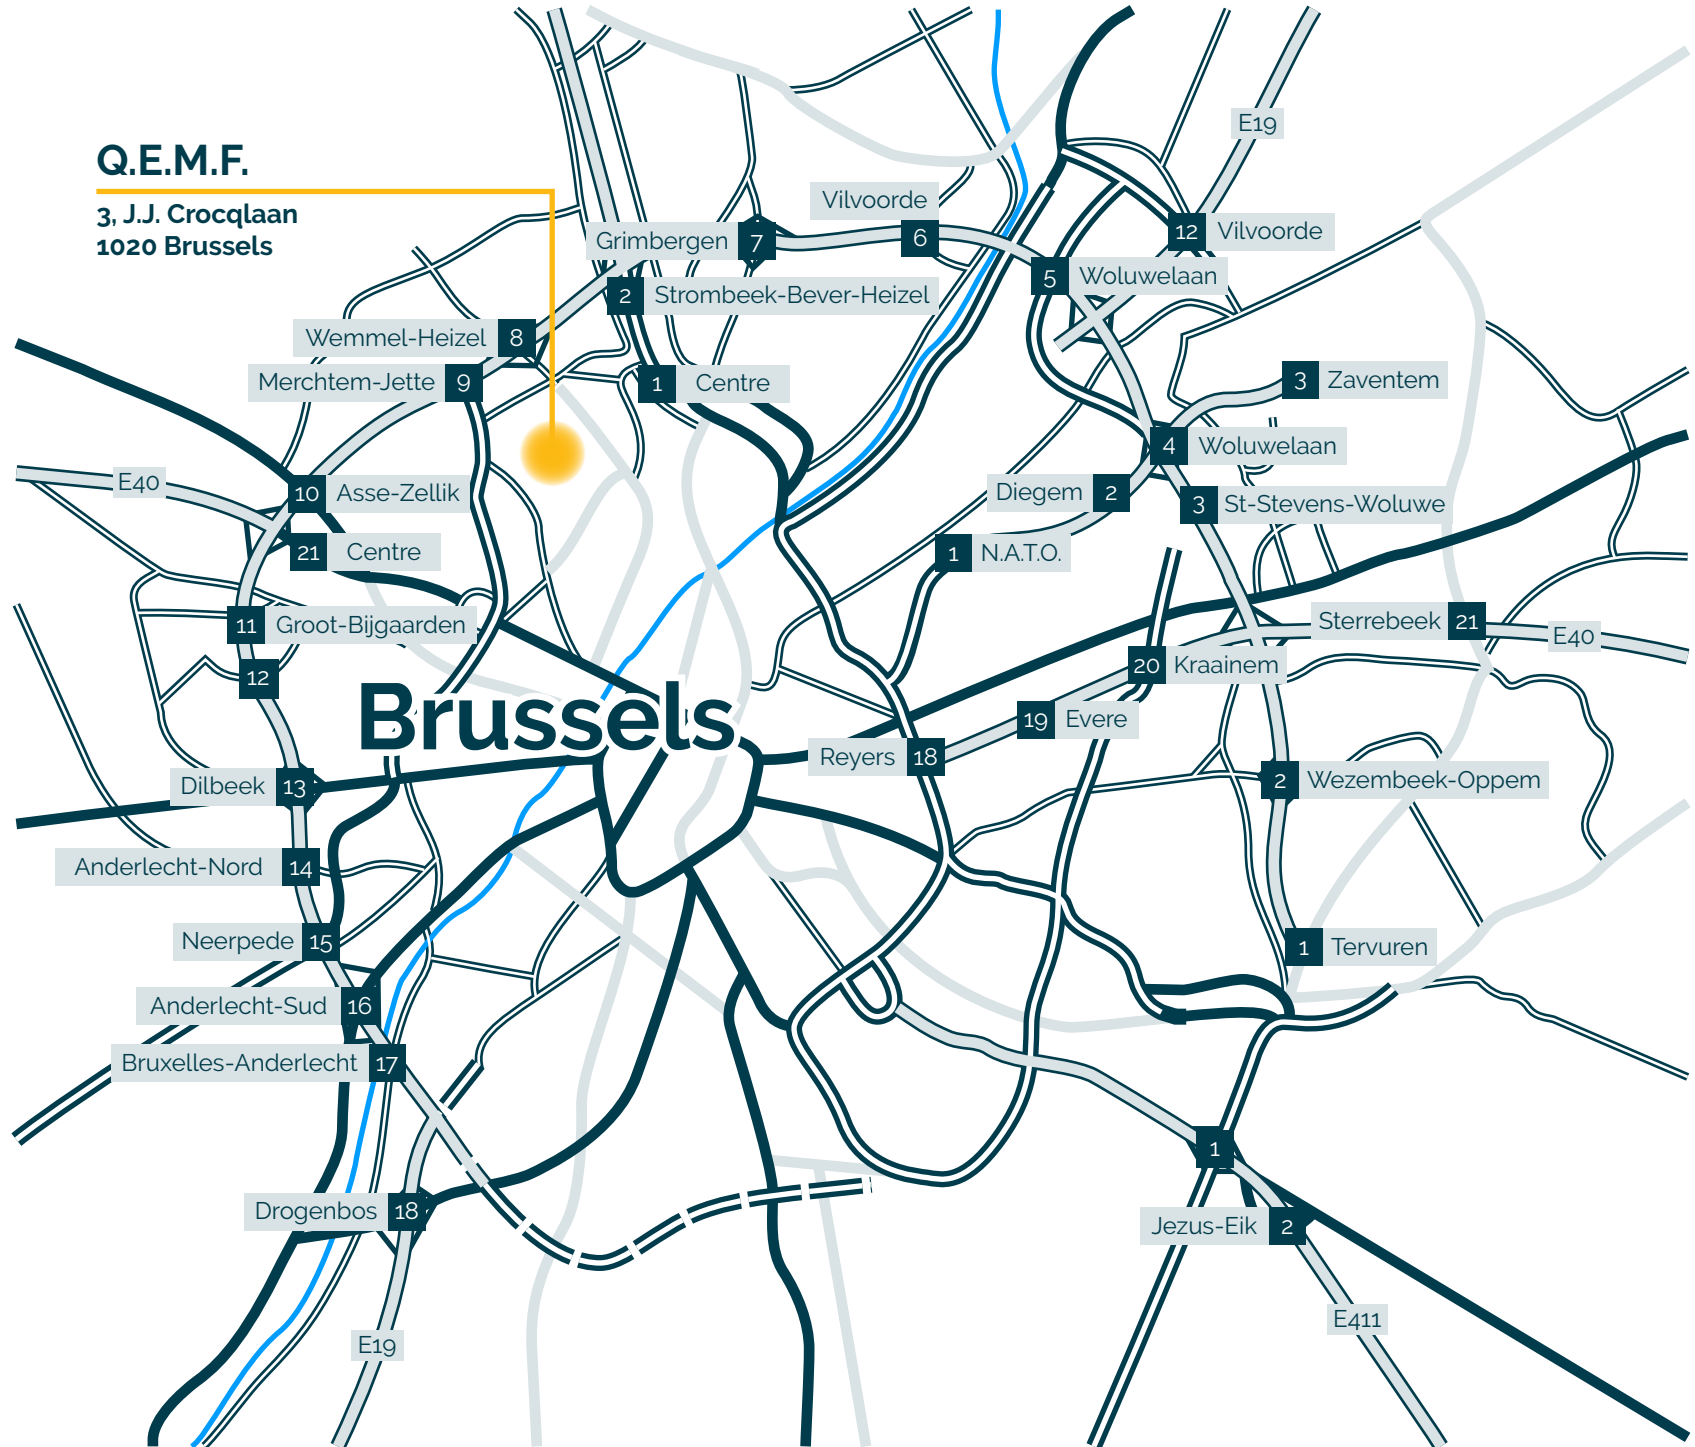 E19
Q.E.M.F.
3, J.J. Crocqlaan
1020 Brussels
Vilvoorde
6
Grimbergen 7
12 Vilvoorde
5 Woluwelaan
2 Strombeek-Bever-Heizel
Wemmel-Heizel 8
Merchtem-Jette 9
1 Centre
3 Zaventem
4 Woluwelaan
E40
10 Asse-Zellik
Diegem 2
3 St-Stevens-Woluwe
21 Centre
1 N.A.T.O.
11 Groot-Bijgaarden
Sterrebeek 21
E40
12
20 Kraainem
Brussels
19 Evere
Reyers 18
Dilbeek 13
2 Wezembeek-Oppem
Anderlecht-Nord 14
Neerpede 15
1 Tervuren
Anderlecht-Sud 16
Bruxelles-Anderlecht 17
1
Drogenbos 18
Jezus-Eik 2
E411
E19